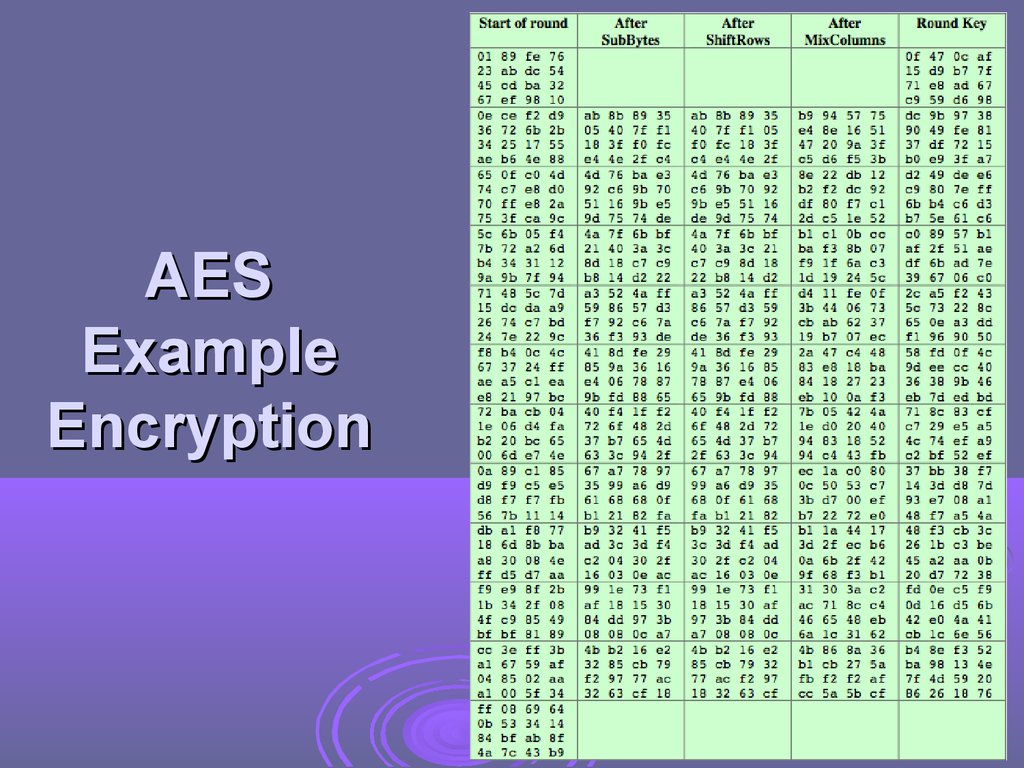 AES
Example
Encryption
Start of round After After After Round Key
SubBytes ShiftRows MixColumns
01 89 fe 76 0f 47 0c af
23 ab dc 54 15 d9 b7 7f
45 cd ba 32 71 e8 ad 67
67 ef 98 10 c9 59 d6 98
0e ce f2 d9 ab 8b 89 35 ab 8b 89 35 b9 94 57 75 dc 9b 97 38
36 72 6b 2b 05 40 7f f1 40 7f f1 05 e4 8e 16 51 90 49 fe 81
34 25 17 55 18 3f f0 fc f0 fc 18 3f 47 20 9a 3f 37 df 72 15
ae b6 4e 88 e4 4e 2f c4 c4 e4 4e 2f c5 d6 f5 3b b0 e9 3f a7
65 0f c0 4d 4d 76 ba e3 4d 76 ba e3 8e 22 db 12 d2 49 de e6
74 c7 e8 d0 92 c6 9b 70 c6 9b 70 92 b2 f2 dc 92 c9 80 7e ff
70 ff e8 2a 51 16 9b e5 9b e5 51 16 df 80 f7 c1 6b b4 c6 d3
75 3f ca 9c 9d 75 74 de de 9d 75 74 2d c5 1e 52 b7 5e 61 c6
5c 6b 05 f4 4a 7f 6b bf 4a 7f 6b bf b1 c1 0b cc c0 89 57 b1
7b 72 a2 6d 21 40 3a 3c 40 3a 3c 21 ba f3 8b 07 af 2f 51 ae
b4 34 31 12 8d 18 c7 c9 c7 c9 8d 18 f9 1f 6a c3 df 6b ad 7e
9a 9b 7f 94 b8 14 d2 22 22 b8 14 d2 1d 19 24 5c 39 67 06 c0
71 48 5c 7d a3 52 4a ff a3 52 4a ff d4 11 fe 0f 2c a5 f2 43
15 dc da a9 59 86 57 d3 86 57 d3 59 3b 44 06 73 5c 73 22 8c
26 74 c7 bd f7 92 c6 7a c6 7a f7 92 cb ab 62 37 65 0e a3 dd
24 7e 22 9c 36 f3 93 de de 36 f3 93 19 b7 07 ec f1 96 90 50
f8 b4 0c 4c 41 8d fe 29 41 8d fe 29 2a 47 c4 48 58 fd 0f 4c
67 37 24 ff 85 9a 36 16 9a 36 16 85 83 e8 18 ba 9d ee cc 40
ae a5 c1 ea e4 06 78 87 78 87 e4 06 84 18 27 23 36 38 9b 46
e8 21 97 bc 9b fd 88 65 65 9b fd 88 eb 10 0a f3 eb 7d ed bd
72 ba cb 04 40 f4 1f f2 40 f4 1f f2 7b 05 42 4a 71 8c 83 cf
1e 06 d4 fa 72 6f 48 2d 6f 48 2d 72 1e d0 20 40 c7 29 e5 a5
b2 20 bc 65 37 b7 65 4d 65 4d 37 b7 94 83 18 52 4c 74 ef a9
00 6d e7 4e 63 3c 94 2f 2f 63 3c 94 94 c4 43 fb c2 bf 52 ef
0a 89 c1 85 67 a7 78 97 67 a7 78 97 ec 1a c0 80 37 bb 38 f7
d9 f9 c5 e5 35 99 a6 d9 99 a6 d9 35 0c 50 53 c7 14 3d d8 7d
d8 f7 f7 fb 61 68 68 0f 68 0f 61 68 3b d7 00 ef 93 e7 08 a1
56 7b 11 14 b1 21 82 fa fa b1 21 82 b7 22 72 e0 48 f7 a5 4a
db a1 f8 77 b9 32 41 f5 b9 32 41 f5 b1 1a 44 17 48 f3 cb 3c
18 6d 8b ba ad 3c 3d f4 3c 3d f4 ad 3d 2f ec b6 26 1b c3 be
a8 30 08 4e c2 04 30 2f 30 2f c2 04 0a 6b 2f 42 45 a2 aa 0b
ff d5 d7 aa 16 03 0e ac ac 16 03 0e 9f 68 f3 b1 20 d7 72 38
f9 e9 8f 2b 99 1e 73 f1 99 1e 73 f1 31 30 3a c2 fd 0e c5 f9
1b 34 2f 08 af 18 15 30 18 15 30 af ac 71 8c c4 0d 16 d5 6b
4f c9 85 49 84 dd 97 3b 97 3b 84 dd 46 65 48 eb 42 e0 4a 41
bf bf 81 89 08 08 0c a7 a7 08 08 0c 6a 1c 31 62 cb 1c 6e 56
cc 3e ff 3b 4b b2 16 e2 4b b2 16 e2 4b 86 8a 36 b4 8e f3 52
a1 67 59 af 32 85 cb 79 85 cb 79 32 b1 cb 27 5a ba 98 13 4e
04 85 02 aa f2 97 77 ac 77 ac f2 97 fb f2 f2 af 7f 4d 59 20
a1 00 5f 34 32 63 cf 18 18 32 63 cf cc 5a 5b cf 86 26 18 76
ff 08 69 64
0b 53 34 14
84 bf ab 8f
4a 7c 43 b9